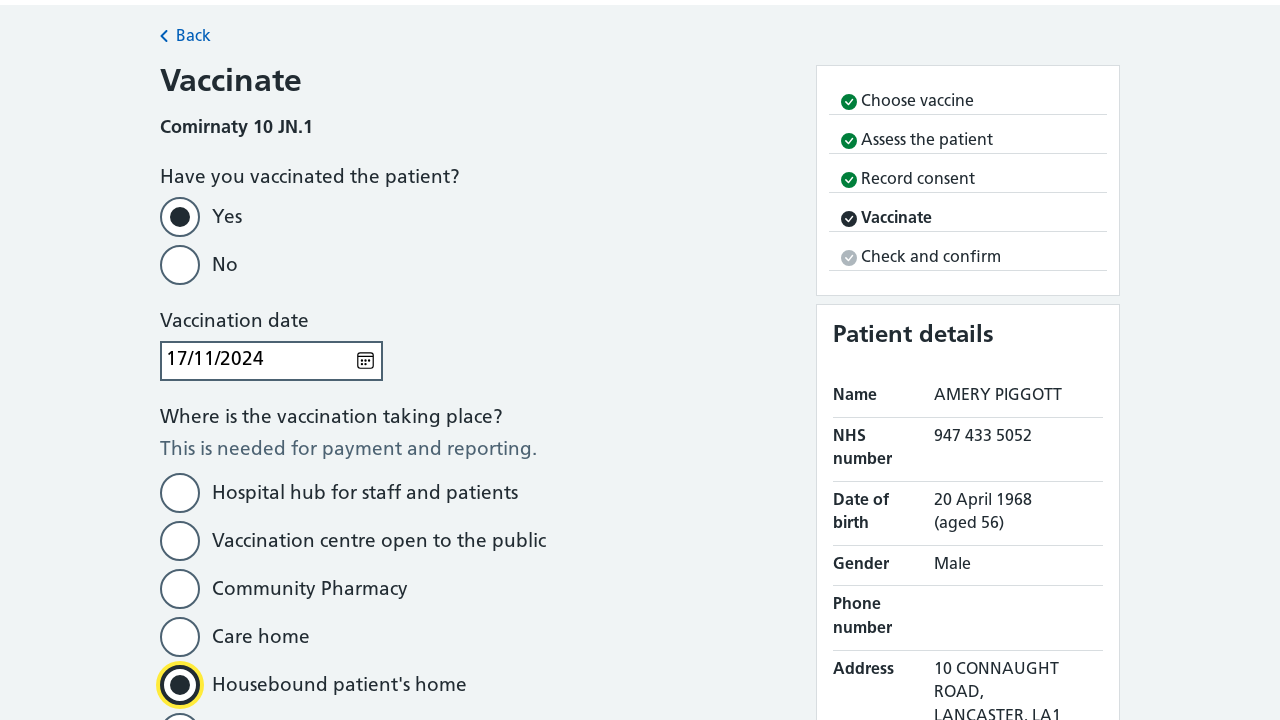 Back
Vaccinate
Comirnaty 10 JN.1
Have you vaccinated the patient?
Yes
No
Vaccination date
17/11/2024
Where is the vaccination taking place?
This is needed for payment and reporting.
Hospital hub for staff and patients
Vaccination centre open to the public
Community Pharmacy
Care home
Housebound patient's home
Choose vaccine
Assess the patient
Record consent
Vaccinate
Check and confirm
Patient details
Name AMERY PIGGOTT
NHS number 947 433 5052
Date of birth 20 April 1968 (aged 56)
Gender Male
Phone number
Address 10 CONNAUGHT ROAD,
LANCASTER, LA1